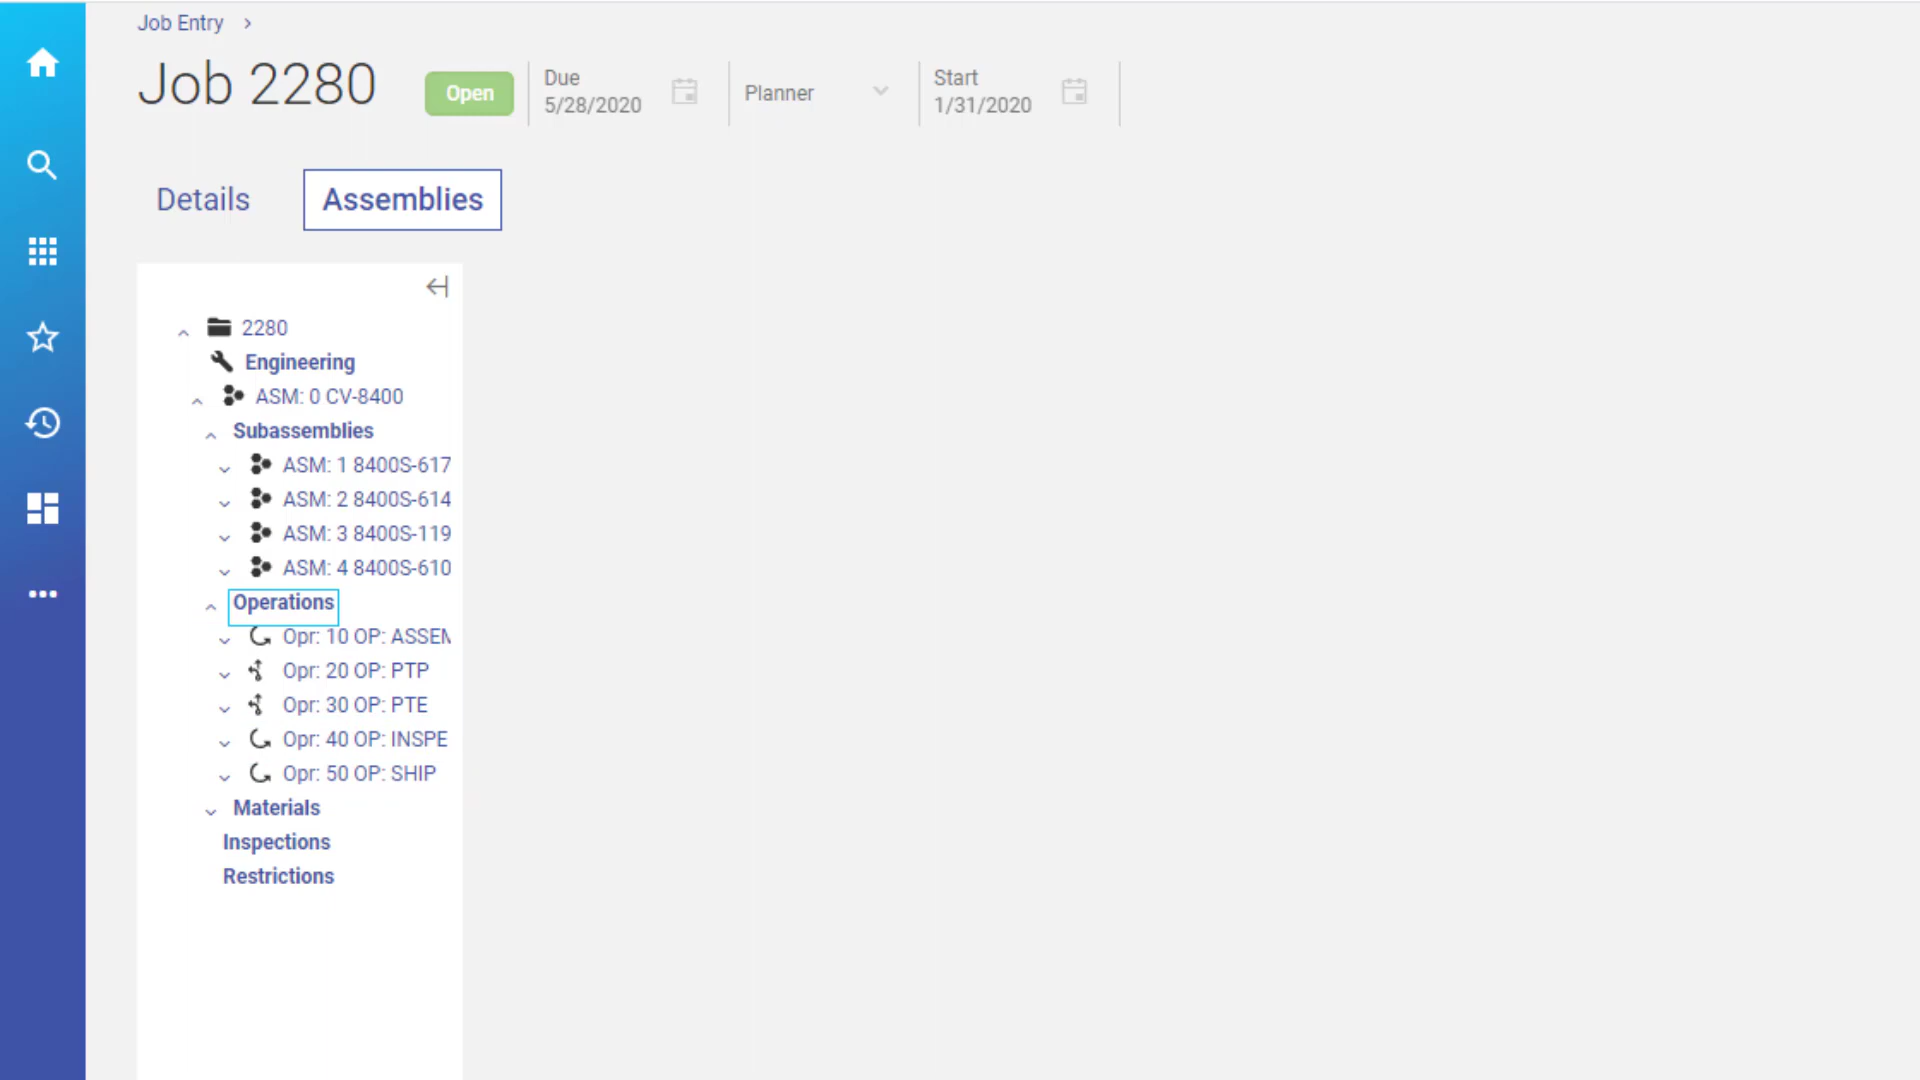 Job Entry
Job 2280
Open
Due
5/28/2020
Planner
Start
1/31/2020
Details
Assemblies
2280
Engineering
ASM: 0 CV-8400
Subassemblies
ASM: 1 8400S-617
ASM: 2 8400S-614
ASM: 3 8400S-119
ASM: 4 8400S-610
Operations
Opr: 10 OP: ASSEM
Opr: 20 OP: PTP
Opr: 30 OP: PTE
Opr: 40 OP: INSPE
Opr: 50 OP: SHIP
Materials
Inspections
Restrictions